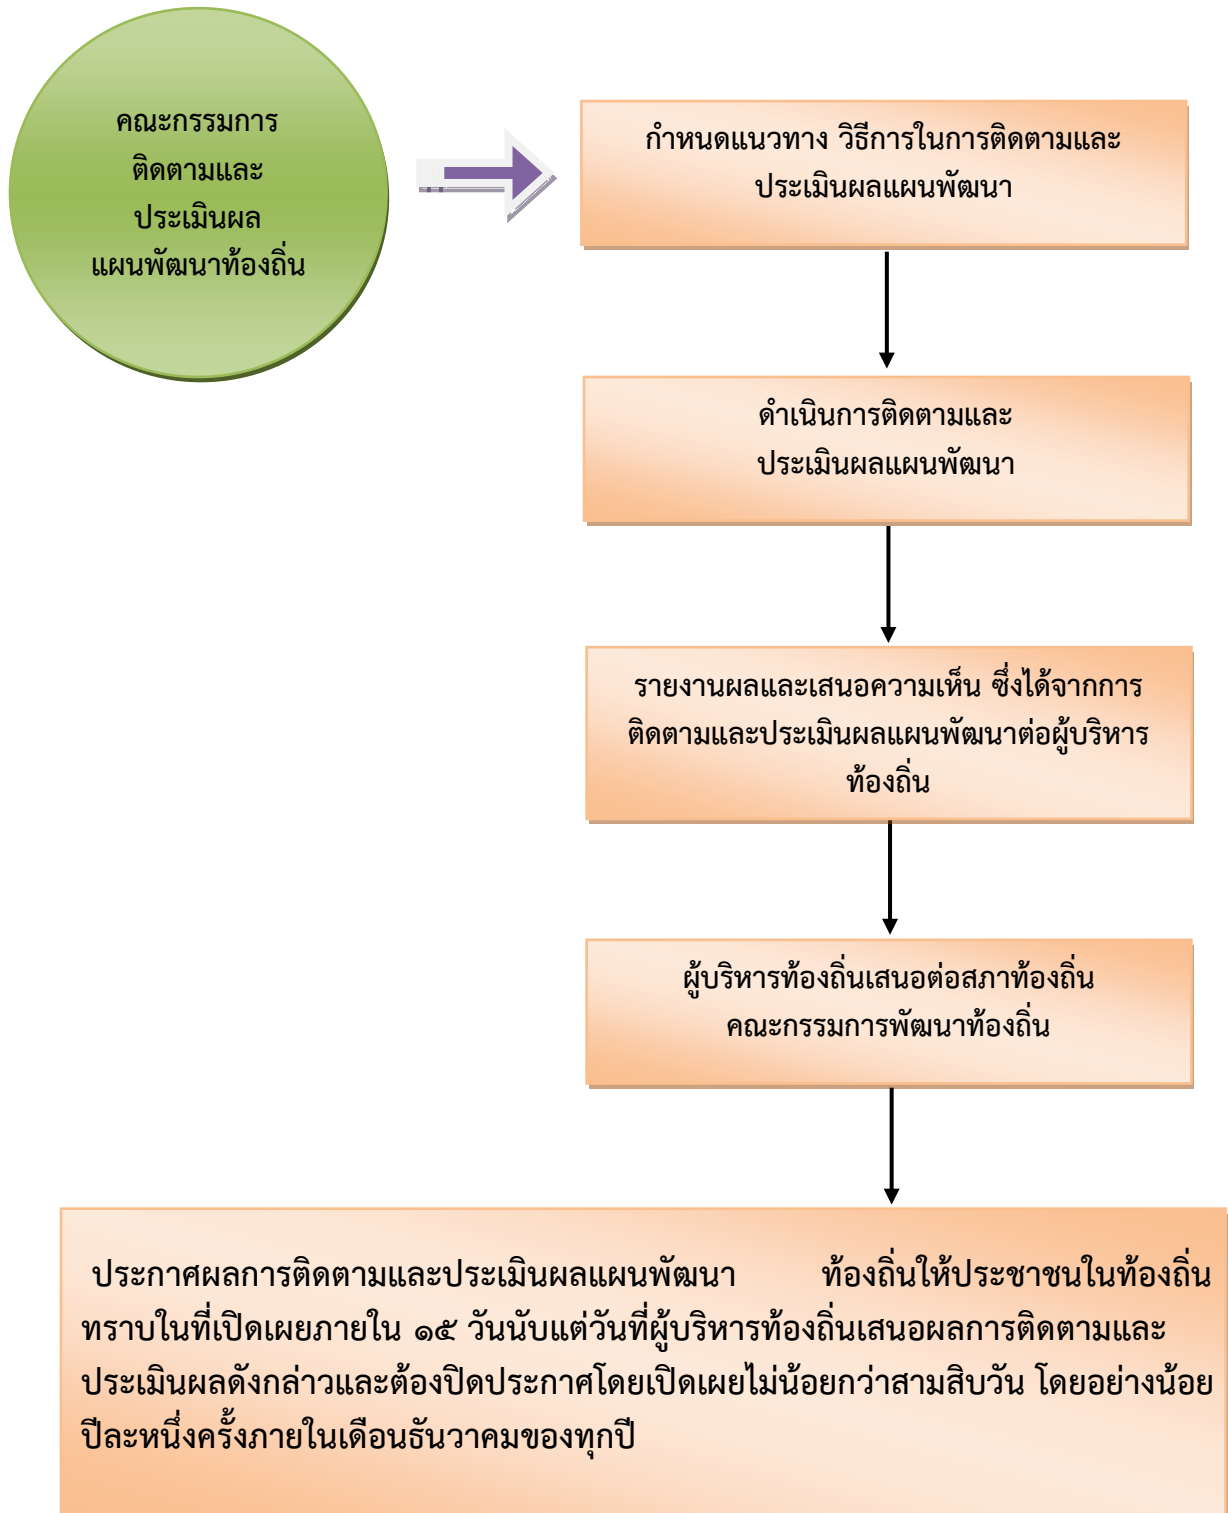 คณะกรรมการ
ติดตามและ
ประเมินผล
แผนพัฒนาท้องถิ่น
กำหนดแนวทาง วิธีการในการติดตามและ
ประเมินผลแผนพัฒนา
ดำเนินการติดตามและ
ประเมินผลแผนพัฒนา
รายงานผลและเสนอความเห็น ซึ่งได้จากการ
ติดตามและประเมินผลแผนพัฒนาต่อผู้บริหาร
ท้องถิ่น
ผู้บริหารท้องถิ่นเสนอต่อสภาท้องถิ่น
คณะกรรมการพัฒนาท้องถิ่น
ประกาศผลการติดตามและประเมินผลแผนพัฒนา ท้องถิ่นให้ประชาชนในท้องถิ่น
ทราบในที่เปิดเผยภายใน ๑๕ วันนับแต่วันที่ผู้บริหารท้องถิ่นเสนอผลการติดตามและ
ประเมินผลดังกล่าวและต้องปิดประกาศโดยเปิดเผยไม่น้อยกว่าสามสิบวัน โดยอย่างน้อย
ปีละหนึ่งครั้งภายในเดือนธันวาคมของทุกปี